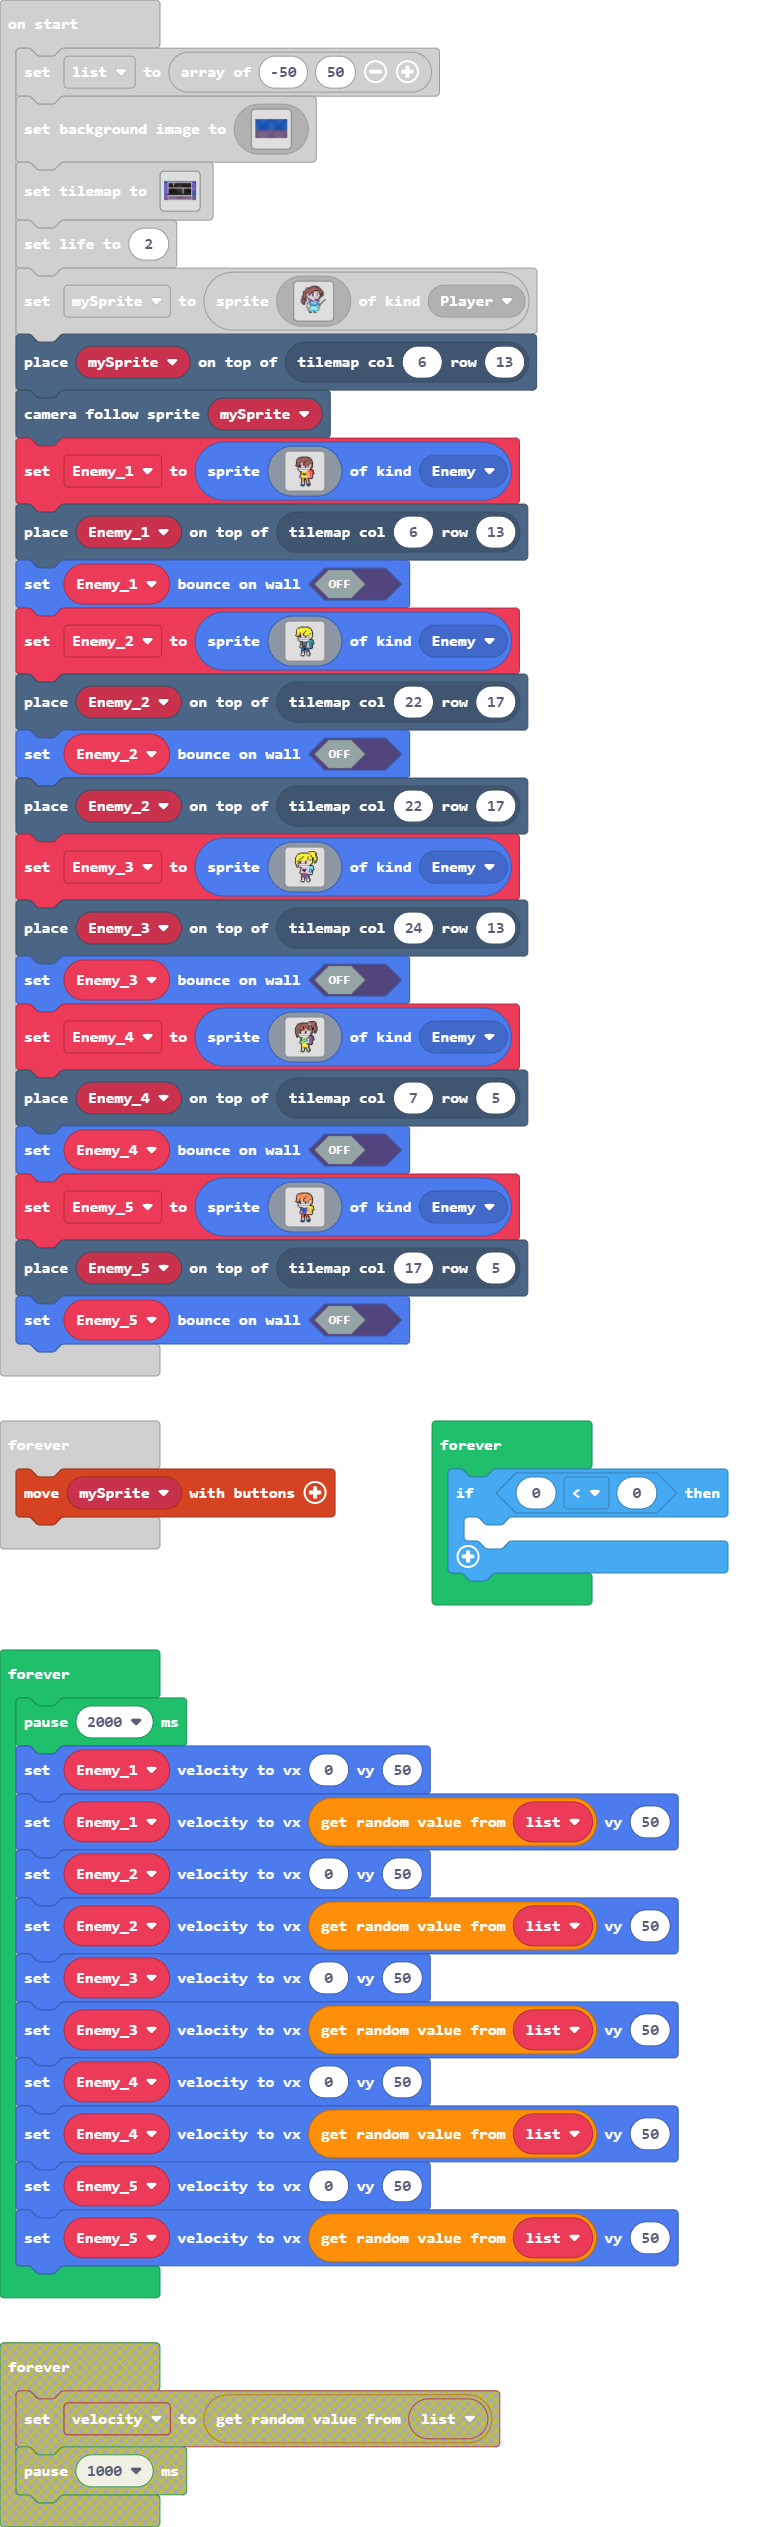 on start
set list to array of -50 50
set background image to
set tilemap to
set life to 2
set mySprite to sprite of kind Player
place mySprite on top of tilemap col 6 row 13
camera follow sprite mySprite
set Enemy_1 to sprite of kind Enemy
place Enemy_1 on top of tilemap col 6 row 13
set Enemy_1 bounce on wall OFF
set Enemy_2 to sprite of kind Enemy
place Enemy_2 on top of tilemap col 22 row 17
set Enemy_2 bounce on wall OFF
place Enemy_2 on top of tilemap col 22 row 17
set Enemy_3 to sprite of kind Enemy
place Enemy_3 on top of tilemap col 24 row 13
set Enemy_3 bounce on wall OFF
set Enemy_4 to sprite of kind Enemy
place Enemy_4 on top of tilemap col 7 row 5
set Enemy_4 bounce on wall OFF
set Enemy_5 to sprite of kind Enemy
place Enemy_5 on top of tilemap col 17 row 5
set Enemy_5 bounce on wall OFF
forever
move mySprite with buttons
forever
if 0 < 0 then
forever
pause 2000 ms
set Enemy_1 velocity to vx 0 vy 50
set Enemy_1 velocity to vx get random value from list vy 50
set Enemy_2 velocity to vx 0 vy 50
set Enemy_2 velocity to vx get random value from list vy 50
set Enemy_3 velocity to vx 0 vy 50
set Enemy_3 velocity to vx get random value from list vy 50
set Enemy_4 velocity to vx 0 vy 50
set Enemy_4 velocity to vx get random value from list vy 50
set Enemy_5 velocity to vx 0 vy 50
set Enemy_5 velocity to vx get random value from list vy 50
forever
set velocity to get random value from list
pause 1000 ms